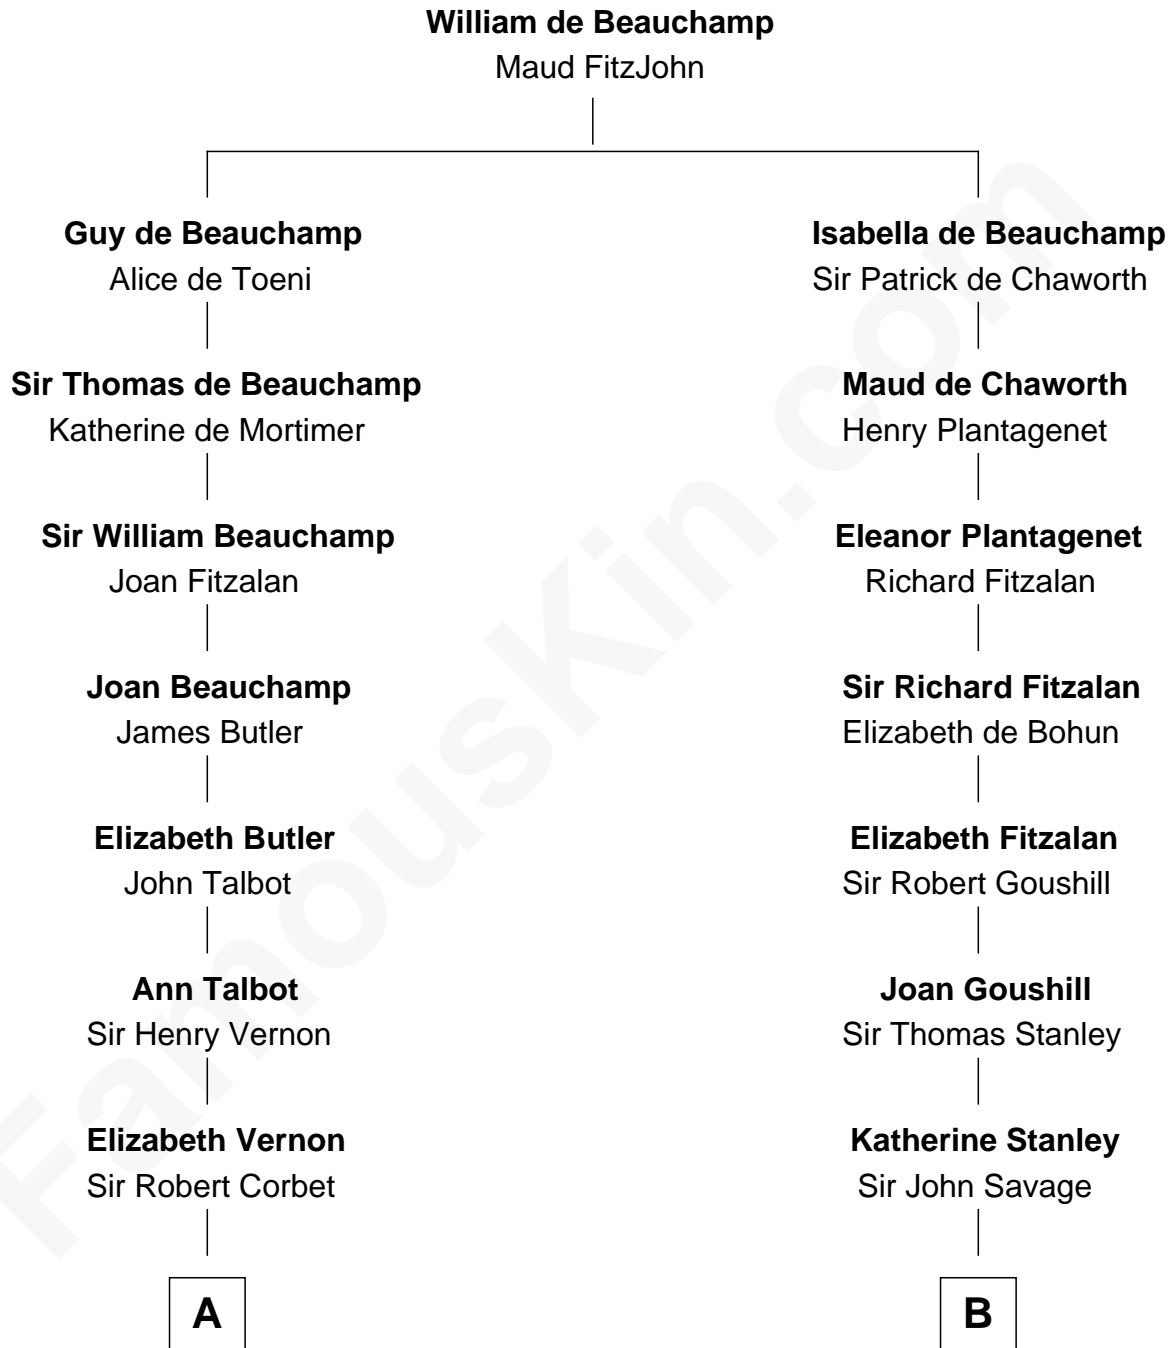 William de Beauchamp
Maud FitzJohn
Guy de Beauchamp
Alice de Toeni
Isabella de Beauchamp
Sir Patrick de Chaworth
Sir Thomas de Beauchamp
Katherine de Mortimer
Maud de Chaworth
Henry Plantagenet
Sir William Beauchamp
Joan Fitzalan
Eleanor Plantagenet
Richard Fitzalan
Joan Beauchamp
James Butler
Sir Richard Fitzalan
Elizabeth de Bohun
Elizabeth Butler
John Talbot
Elizabeth Fitzalan
Sir Robert Goushill
Ann Talbot
Sir Henry Vernon
Joan Goushill
Sir Thomas Stanley
Elizabeth Vernon
Sir Robert Corbet
Katherine Stanley
Sir John Savage
A
B
FamousKin.com